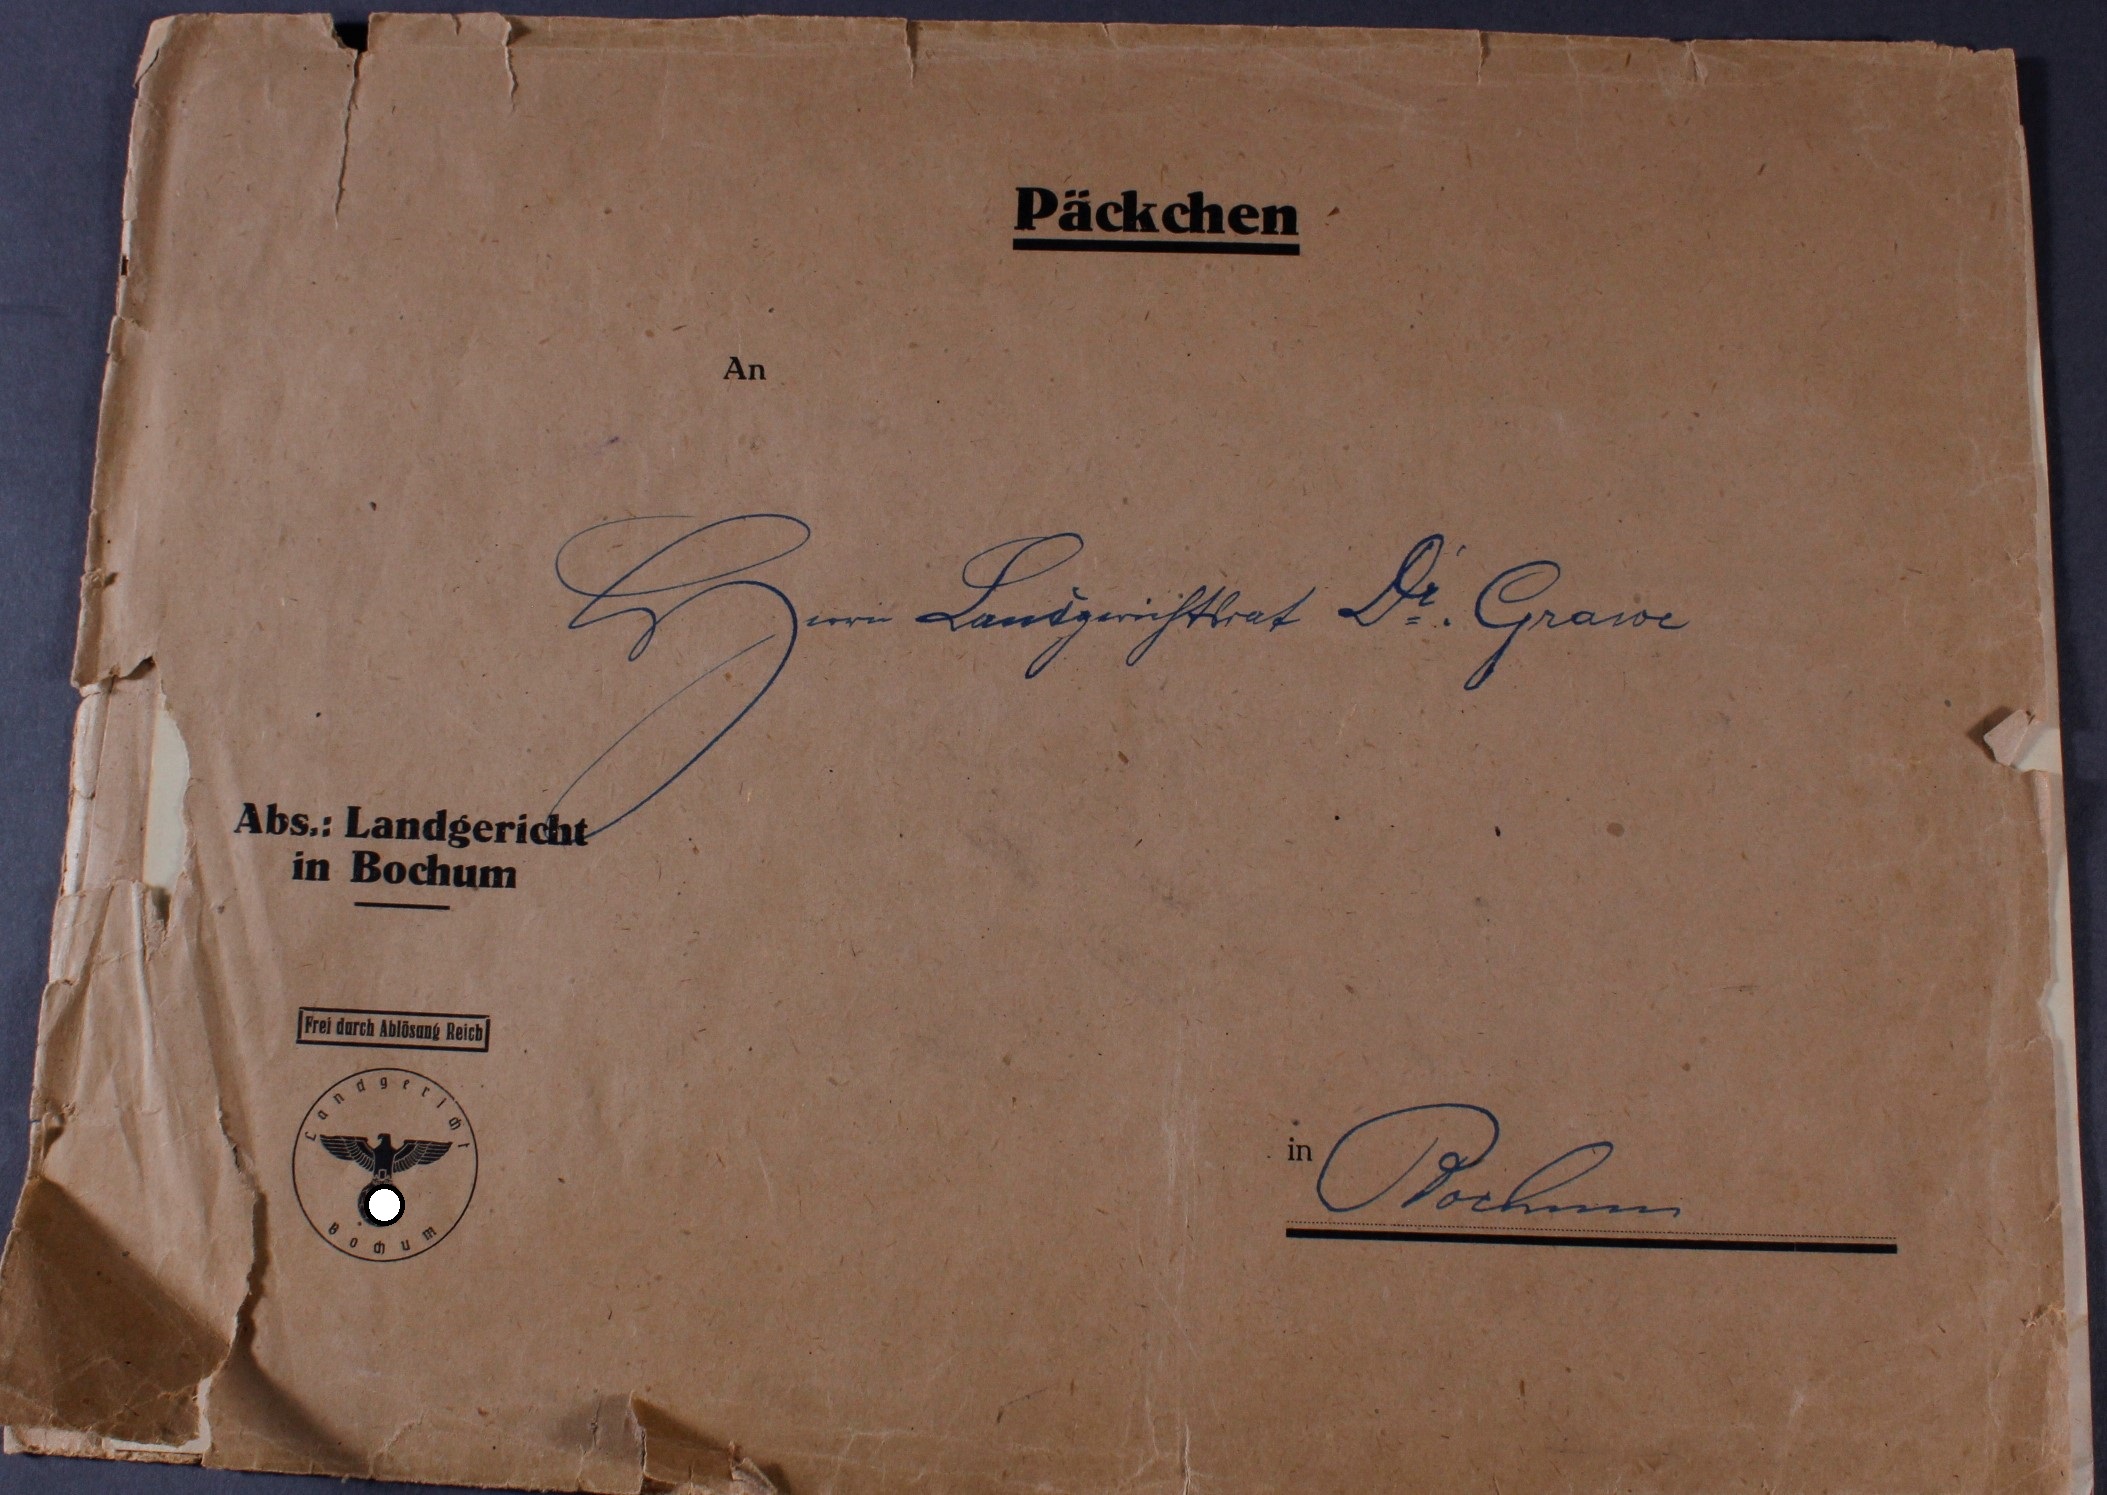 Päckchen
An
Herrn Landgerichtsrat Dr. Grawe
Abs.: Landgericht
in Bochum
Frei durch Ablösung Reich
Landgericht
Bochum
in Bochum